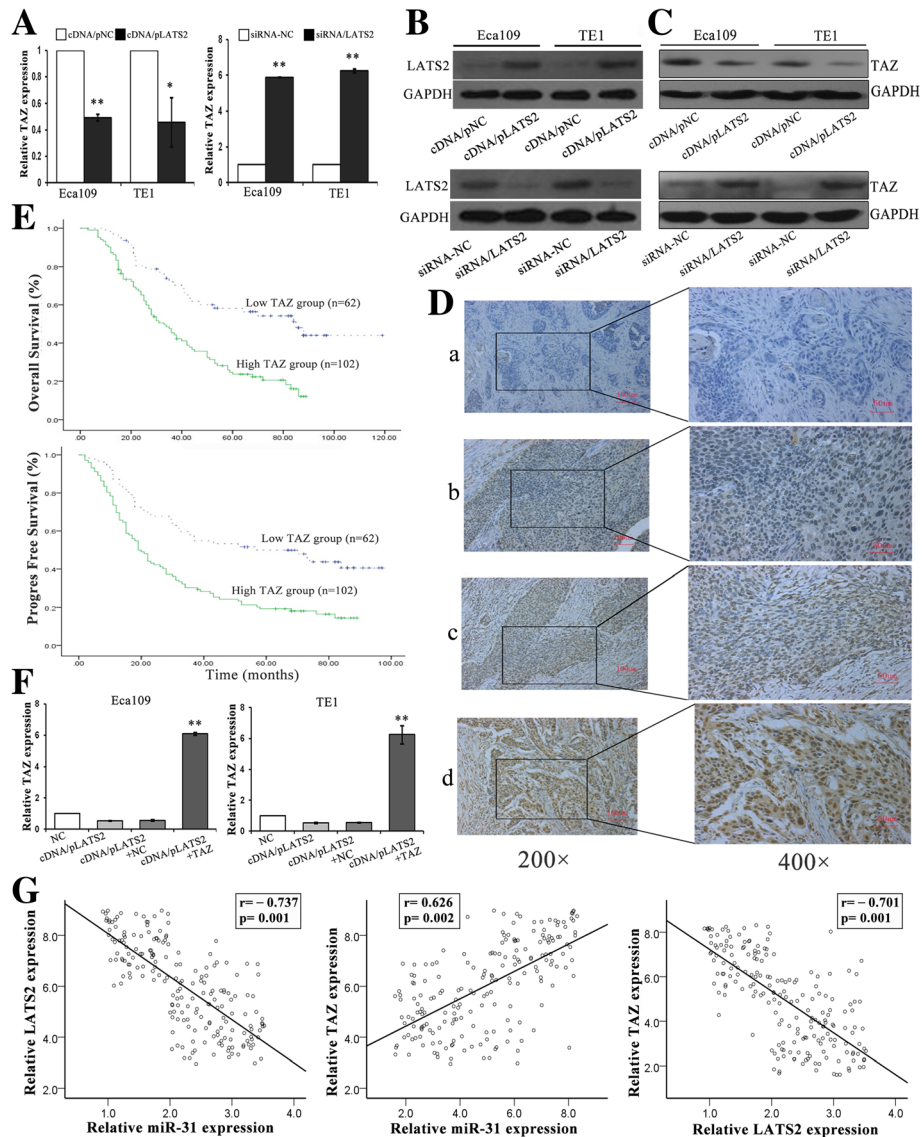 A
cDNA/pNC cDNA/pLATS2
Relative TAZ expression
1
0.8
0.6
0.4
0.2
0
** *
Eca109 TE1
siRNA-NC siRNA/LATS2
Relative TAZ expression
8
6
4
2
0
** **
Eca109 TE1
B
Eca109 TE1
LATS2
GAPDH
cDNA/pNC cDNA/pLATS2 cDNA/pNC cDNA/pLATS2
LATS2
GAPDH
siRNA-NC siRNA/LATS2 siRNA-NC siRNA/LATS2
C
Eca109 TE1
TAZ
GAPDH
cDNA/pNC cDNA/pLATS2 cDNA/pNC cDNA/pLATS2
TAZ
GAPDH
siRNA-NC siRNA/LATS2 siRNA-NC siRNA/LATS2
E
Overall Survival (%)
1.0
0.8
0.6
0.4
0.2
0.0
Low TAZ group (n=62)
High TAZ group (n=102)
.00 20.00 40.00 60.00 80.00 100.00 120.00
Progres Free Survival (%)
1.0
0.8
0.6
0.4
0.2
0.0
Low TAZ group (n=62)
High TAZ group (n=102)
.00 20.00 40.00 60.00 80.00 100.00
Time (months)
D
a
b
c
d
200× 400×
F
Eca109
Relative TAZ expression
8
6
4
2
0
**
NC cDNA/pLATS2 cDNA/pLATS2 +NC cDNA/pLATS2 +TAZ
TE1
Relative TAZ expression
8
6
4
2
0
**
NC cDNA/pLATS2 cDNA/pLATS2 +NC cDNA/pLATS2 +TAZ
G
r= − 0.737
p= 0.001
Relative LATS2 expression
8.0
6.0
4.0
2.0
1.0 2.0 3.0 4.0
Relative miR-31 expression
r= 0.626
p= 0.002
Relative TAZ expression
8.0
6.0
4.0
2.0
2.0 4.0 6.0 8.0
Relative miR-31 expression
r= − 0.701
p= 0.001
Relative TAZ expression
8.0
6.0
4.0
2.0
1.0 2.0 3.0 4.0
Relative LATS2 expression